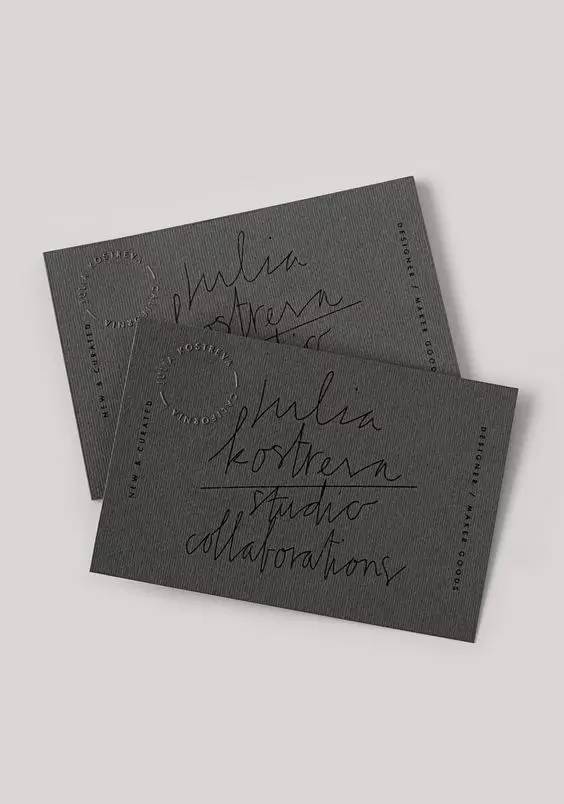 JULIA KOSTREVA
CALIFORNIA
NEW & CURATED
Julia
kostreva
DESIGNER / MAKER GOODS
JULIA KOSTREVA
CALIFORNIA
NEW & CURATED
Julia
kostreva
studio
collaborations
DESIGNER / MAKER GOODS